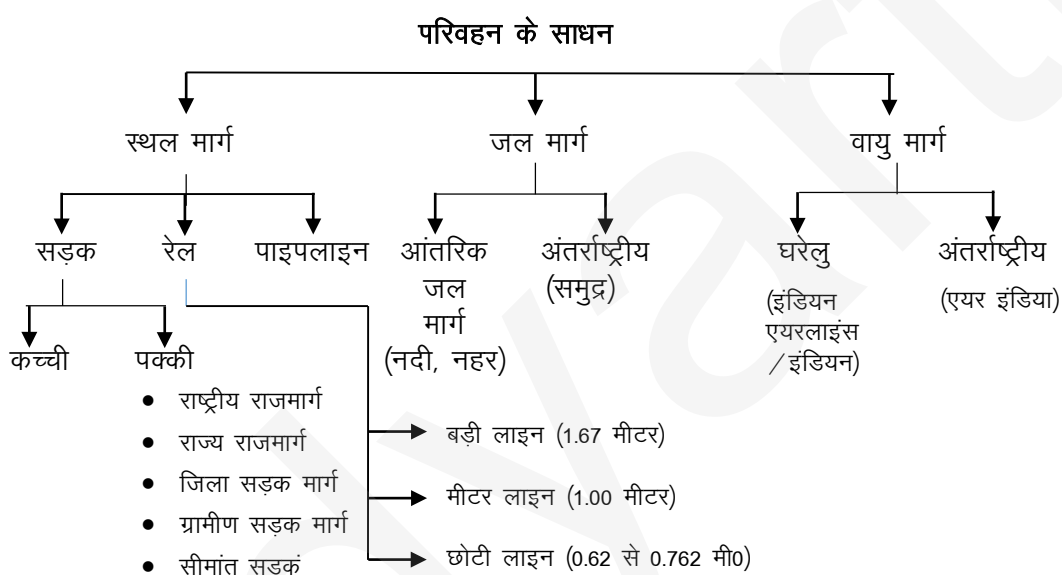 परिवहन के साधन
स्थल मार्ग
जल मार्ग
वायु मार्ग
सड़क
रेल
पाइपलाइन
आंतरिक
जल
मार्ग
(नदी, नहर)
अंतर्राष्ट्रीय
(समुद्र)
घरेलु
(इंडियन
एयरलाइंस
/इंडियन)
अंतर्राष्ट्रीय
(एयर इंडिया)
कच्ची
पक्की
• राष्ट्रीय राजमार्ग
• राज्य राजमार्ग
• जिला सड़क मार्ग
• ग्रामीण सड़क मार्ग
• सीमांत सड़कं
बड़ी लाइन (1.67 मीटर)
मीटर लाइन (1.00 मीटर)
छोटी लाइन (0.62 से 0.762 मी0)